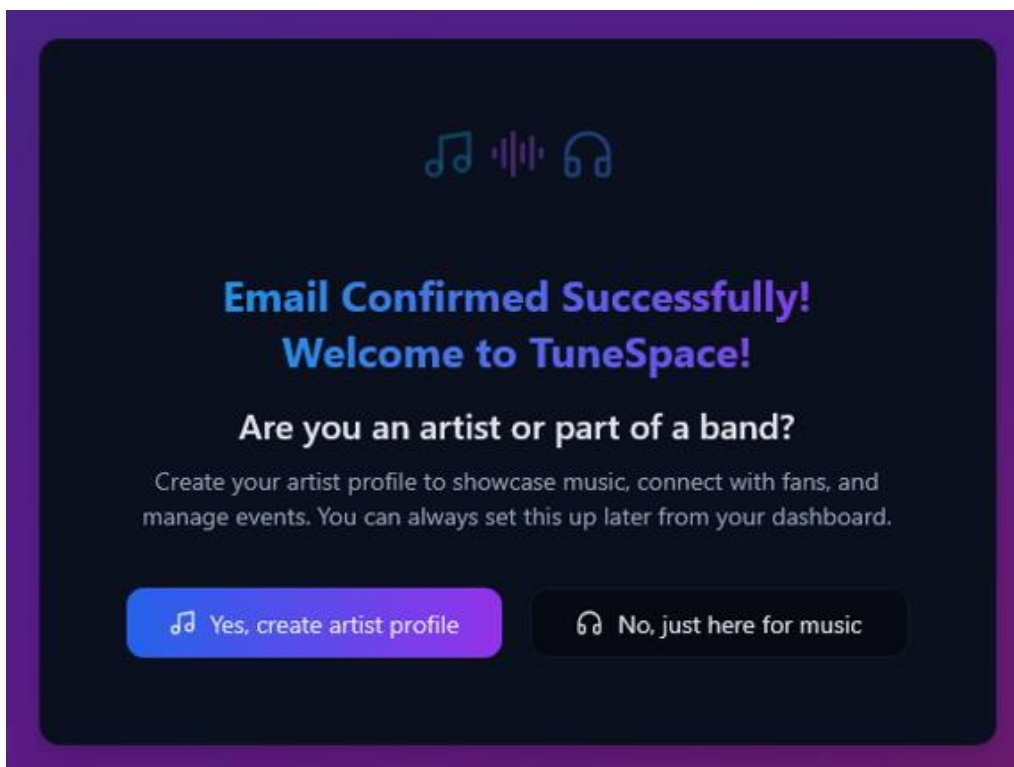 Email Confirmed Successfully!
Welcome to TuneSpace!
Are you an artist or part of a band?
Create your artist profile to showcase music, connect with fans, and
manage events. You can always set this up later from your dashboard.
Yes, create artist profile
No, just here for music